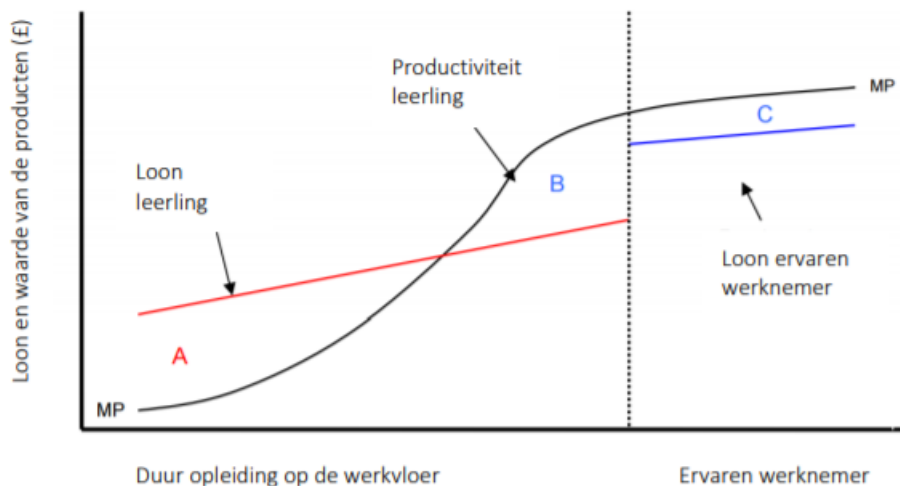 Loon en waarde van de producten (£)
Productiviteit
leerling
MP
C
Loon
leerling
B
Loon ervaren
werknemer
A
MP
Duur opleiding op de werkvloer
Ervaren werknemer